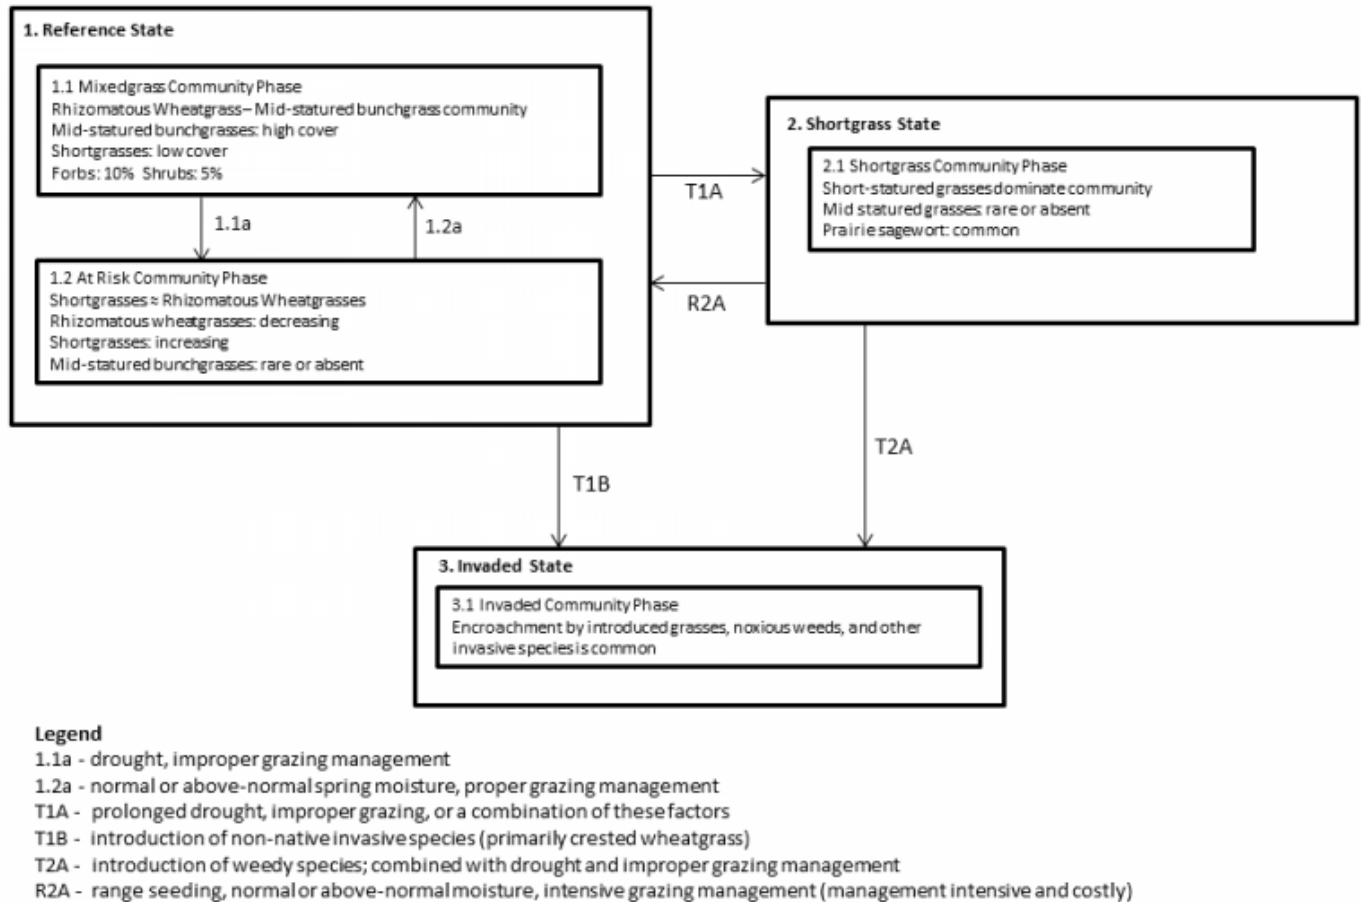 1. Reference State
1.1 Mixedgrass Community Phase
Rhizomatous Wheatgrass – Mid-statured bunchgrass community
Mid-statured bunchgrasses: high cover
Shortgrasses: low cover
Forbs: 10% Shrubs: 5%
1.1a
1.2a
1.2 At Risk Community Phase
Shortgrasses ≈ Rhizomatous Wheatgrasses
Rhizomatous wheatgrasses: decreasing
Shortgrasses: increasing
Mid-statured bunchgrasses: rare or absent
T1A
R2A
2. Shortgrass State
2.1 Shortgrass Community Phase
Short-statured grasses dominate community
Mid statured grasses: rare or absent
Prairie sagewort: common
T1B
T2A
3. Invaded State
3.1 Invaded Community Phase
Encroachment by introduced grasses, noxious weeds, and other
invasive species is common
Legend
1.1a - drought, improper grazing management
1.2a - normal or above-normal spring moisture, proper grazing management
T1A - prolonged drought, improper grazing, or a combination of these factors
T1B - introduction of non-native invasive species (primarily crested wheatgrass)
T2A - introduction of weedy species; combined with drought and improper grazing management
R2A - range seeding, normal or above-normal moisture, intensive grazing management (management intensive and costly)